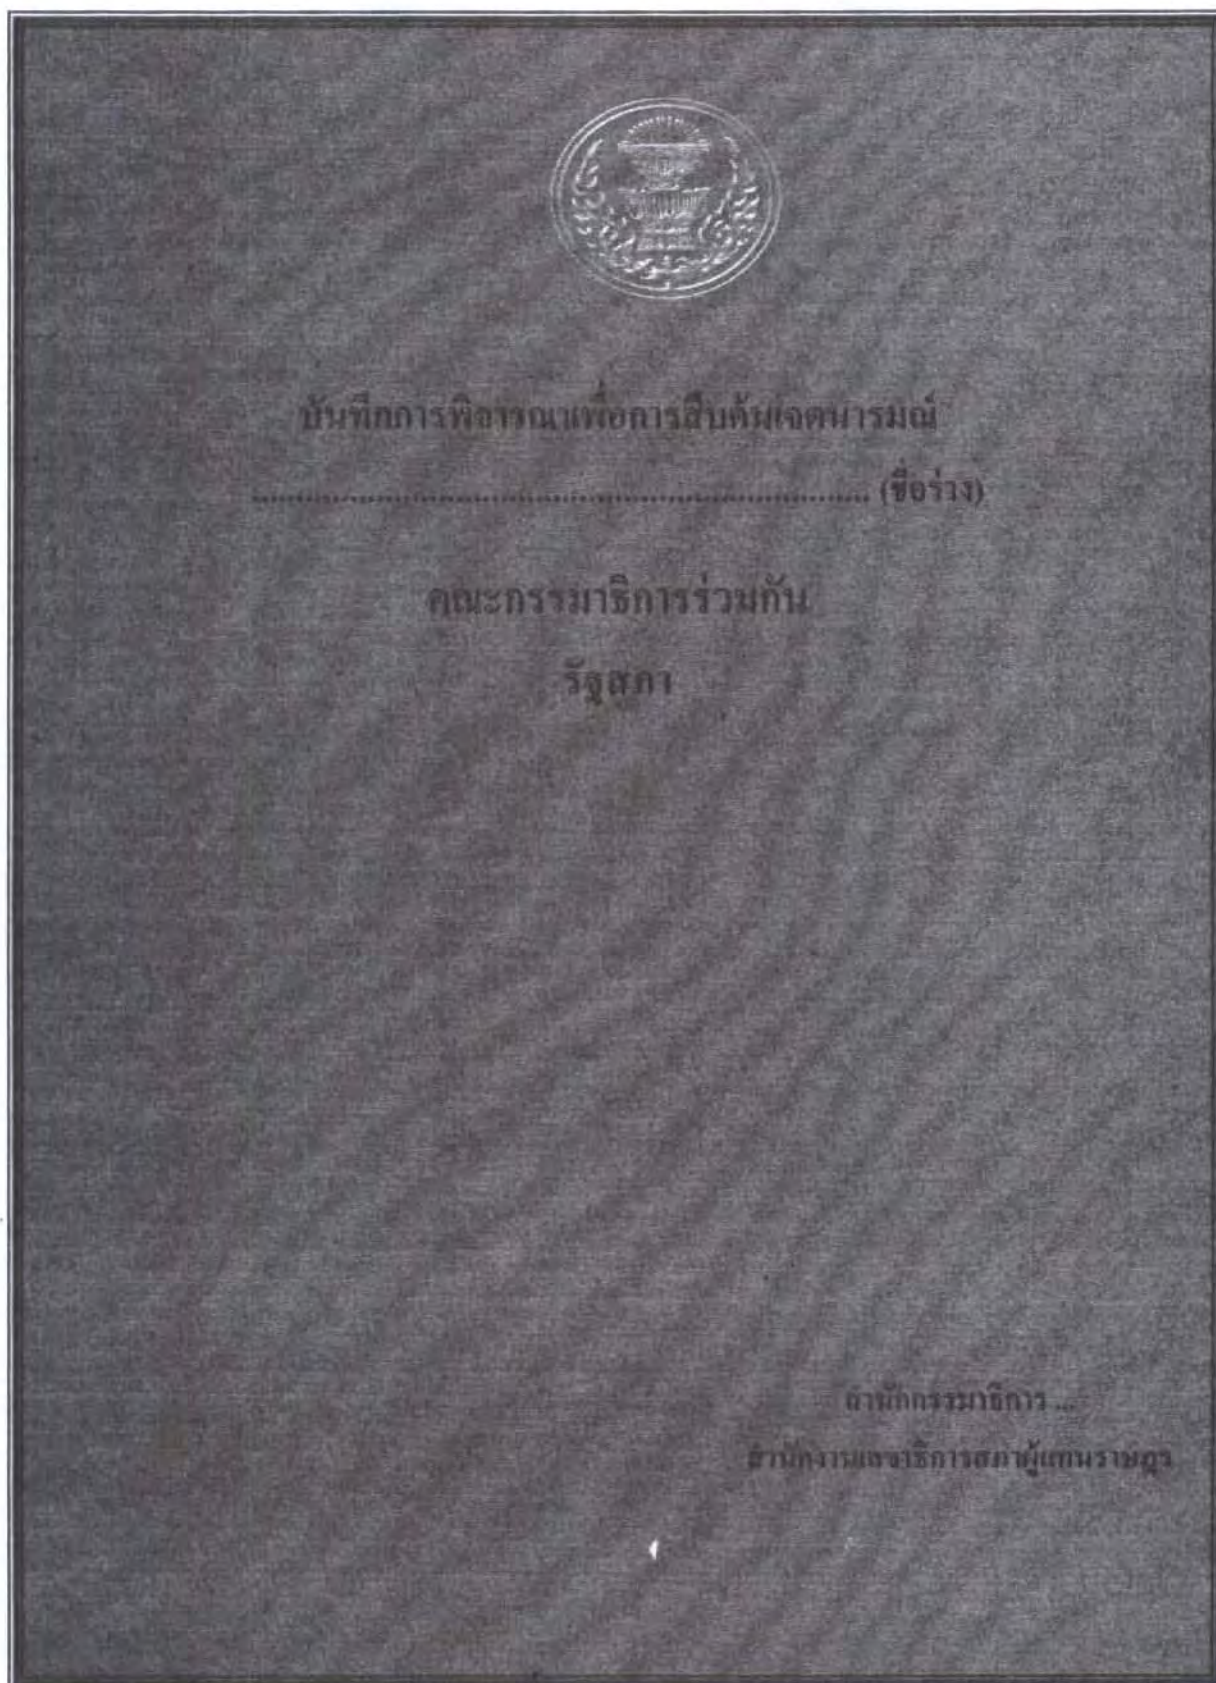 บันทึกการพิจารณาเพื่อการสืบค้นเจตนารมณ์
.................................................................... (ชื่อร่าง)
คณะกรรมาธิการร่วมกัน
รัฐสภา
สำนักกรรมาธิการ ...
สำนักงานเลขาธิการสภาผู้แทนราษฎร